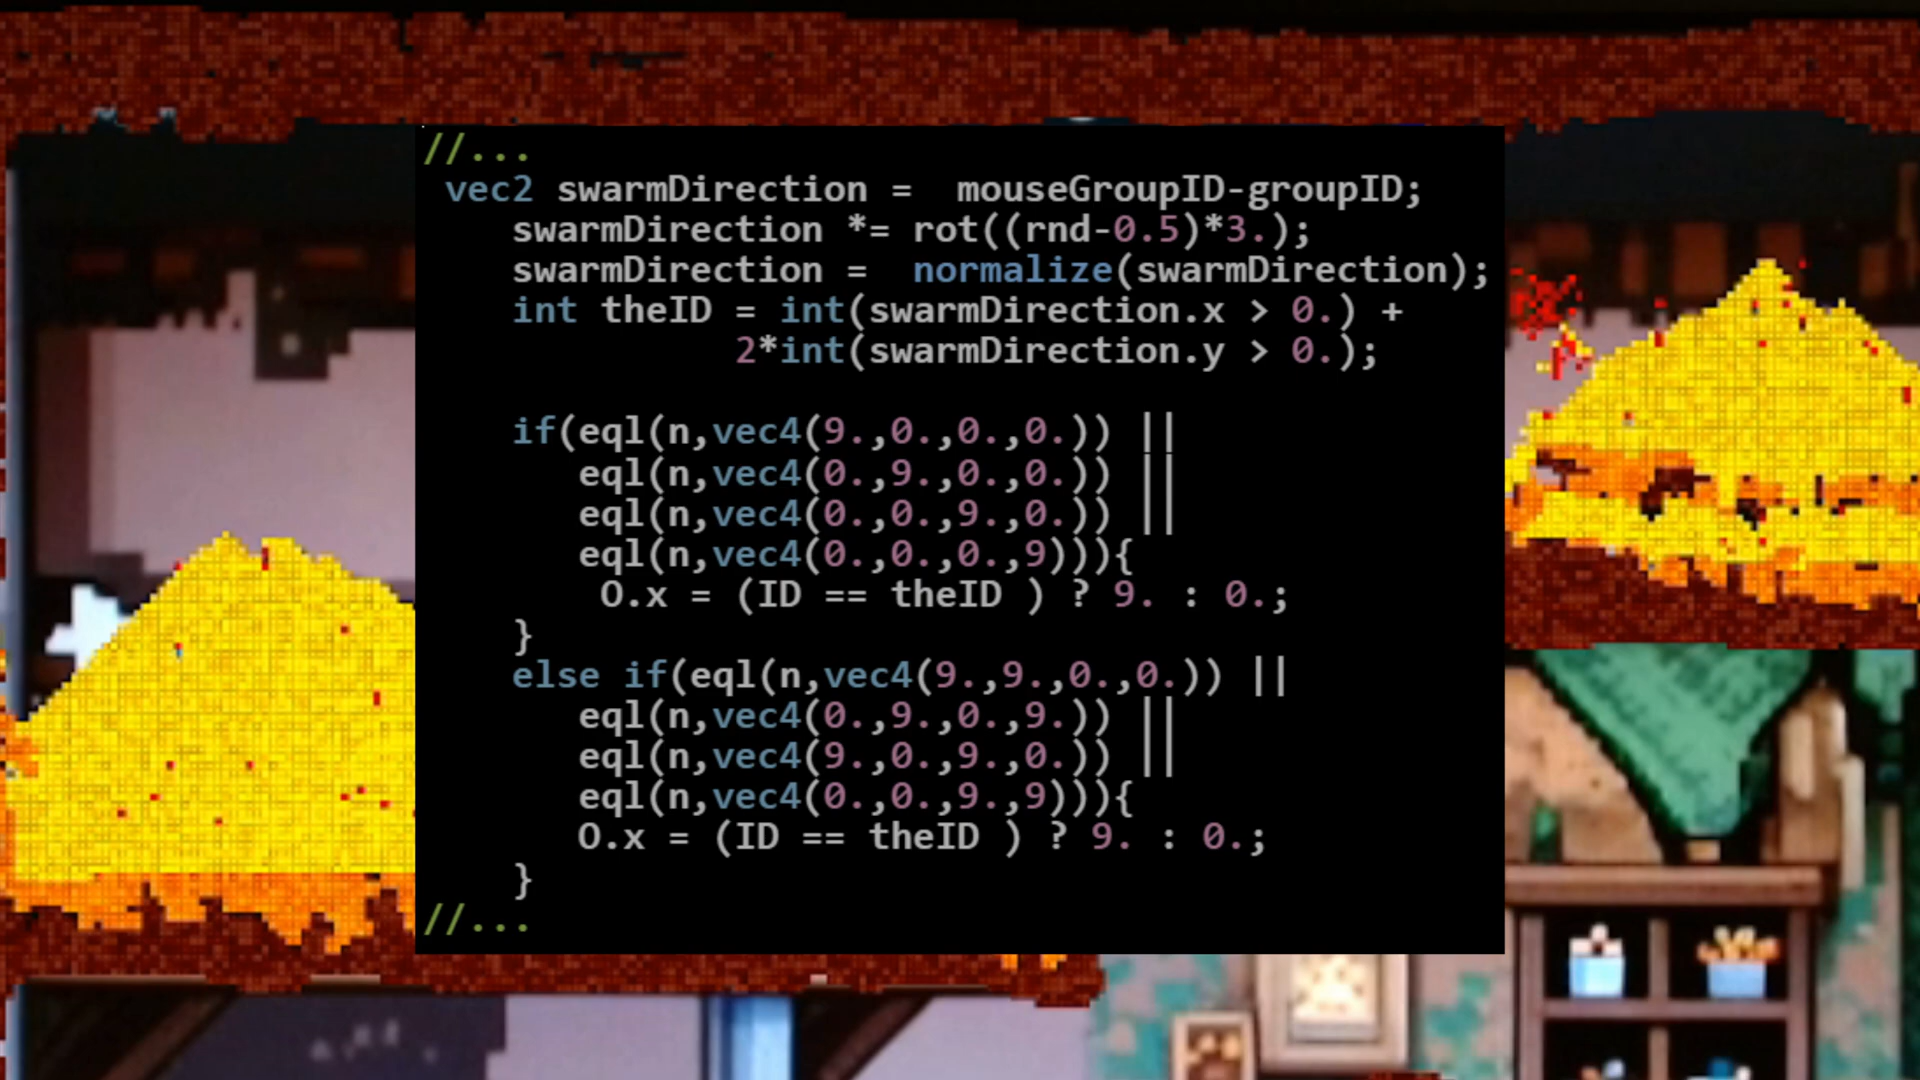 //...
vec2 swarmDirection =  mouseGroupID-groupID;
swarmDirection *= rot((rnd-0.5)*3.);
swarmDirection =  normalize(swarmDirection);
int theID = int(swarmDirection.x > 0.) +
2*int(swarmDirection.y > 0.);
if(eql(n,vec4(9.,0.,0.,0.)) ||
eql(n,vec4(0.,9.,0.,0.)) ||
eql(n,vec4(0.,0.,9.,0.)) ||
eql(n,vec4(0.,0.,0.,9))){
O.x = (ID == theID ) ? 9. : 0.;
}
else if(eql(n,vec4(9.,9.,0.,0.)) ||
eql(n,vec4(0.,9.,0.,9.)) ||
eql(n,vec4(9.,0.,9.,0.)) ||
eql(n,vec4(0.,0.,9.,9))){
O.x = (ID == theID ) ? 9. : 0.;
}
//...